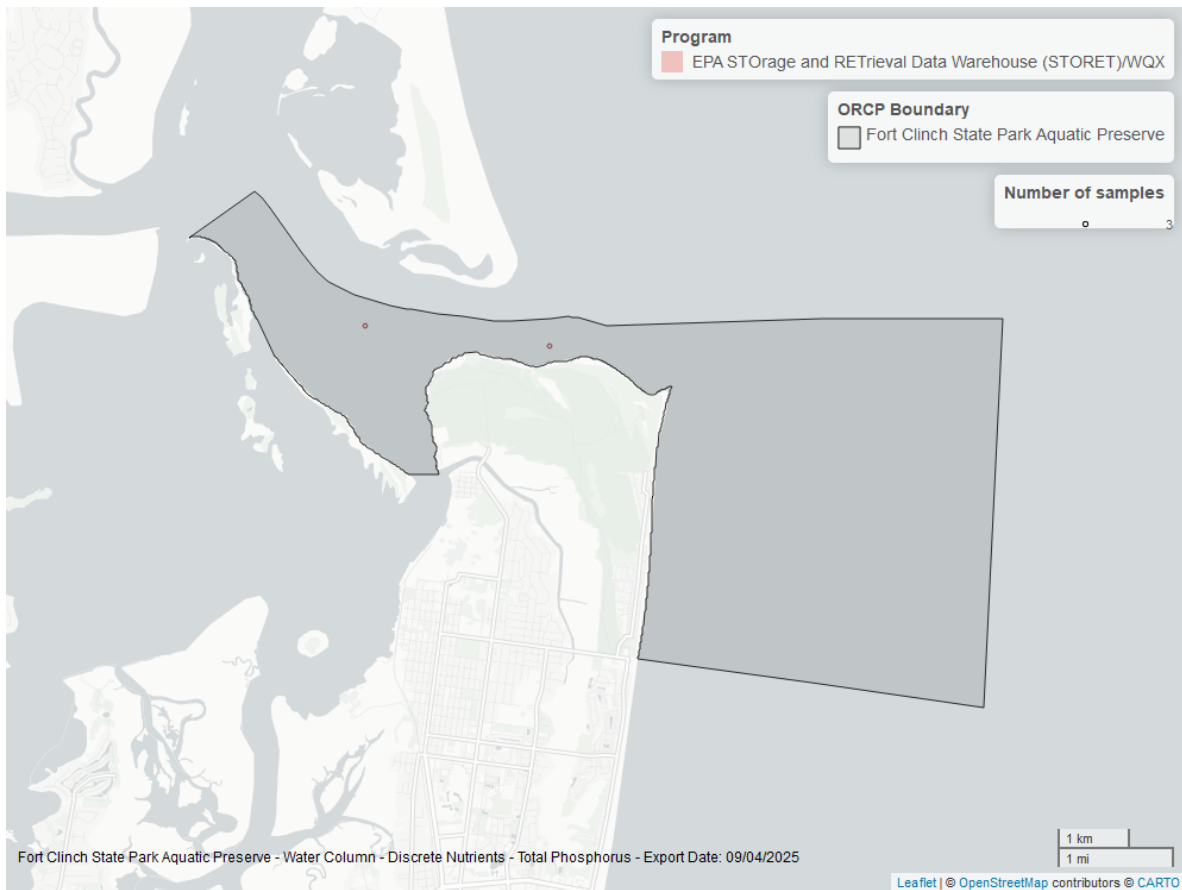 Program
EPA STOrage and RETrieval Data Warehouse (STORET)/WQX
ORCP Boundary
Fort Clinch State Park Aquatic Preserve
Number of samples
3
1 km
1 mi
Fort Clinch State Park Aquatic Preserve - Water Column - Discrete Nutrients - Total Phosphorus - Export Date: 09/04/2025
Leaflet | © OpenStreetMap contributors © CARTO